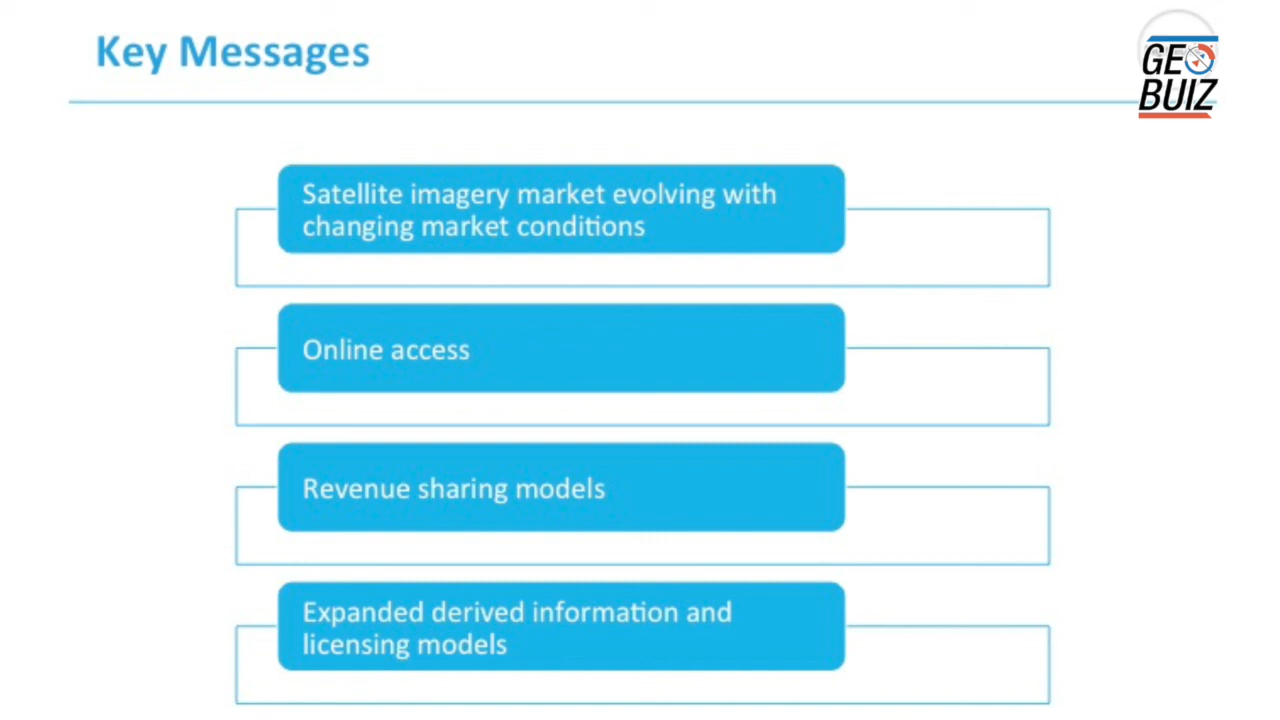 Key Messages
GEO
BUIZ
Satellite imagery market evolving with
changing market conditions
Online access
Revenue sharing models
Expanded derived information and
licensing models